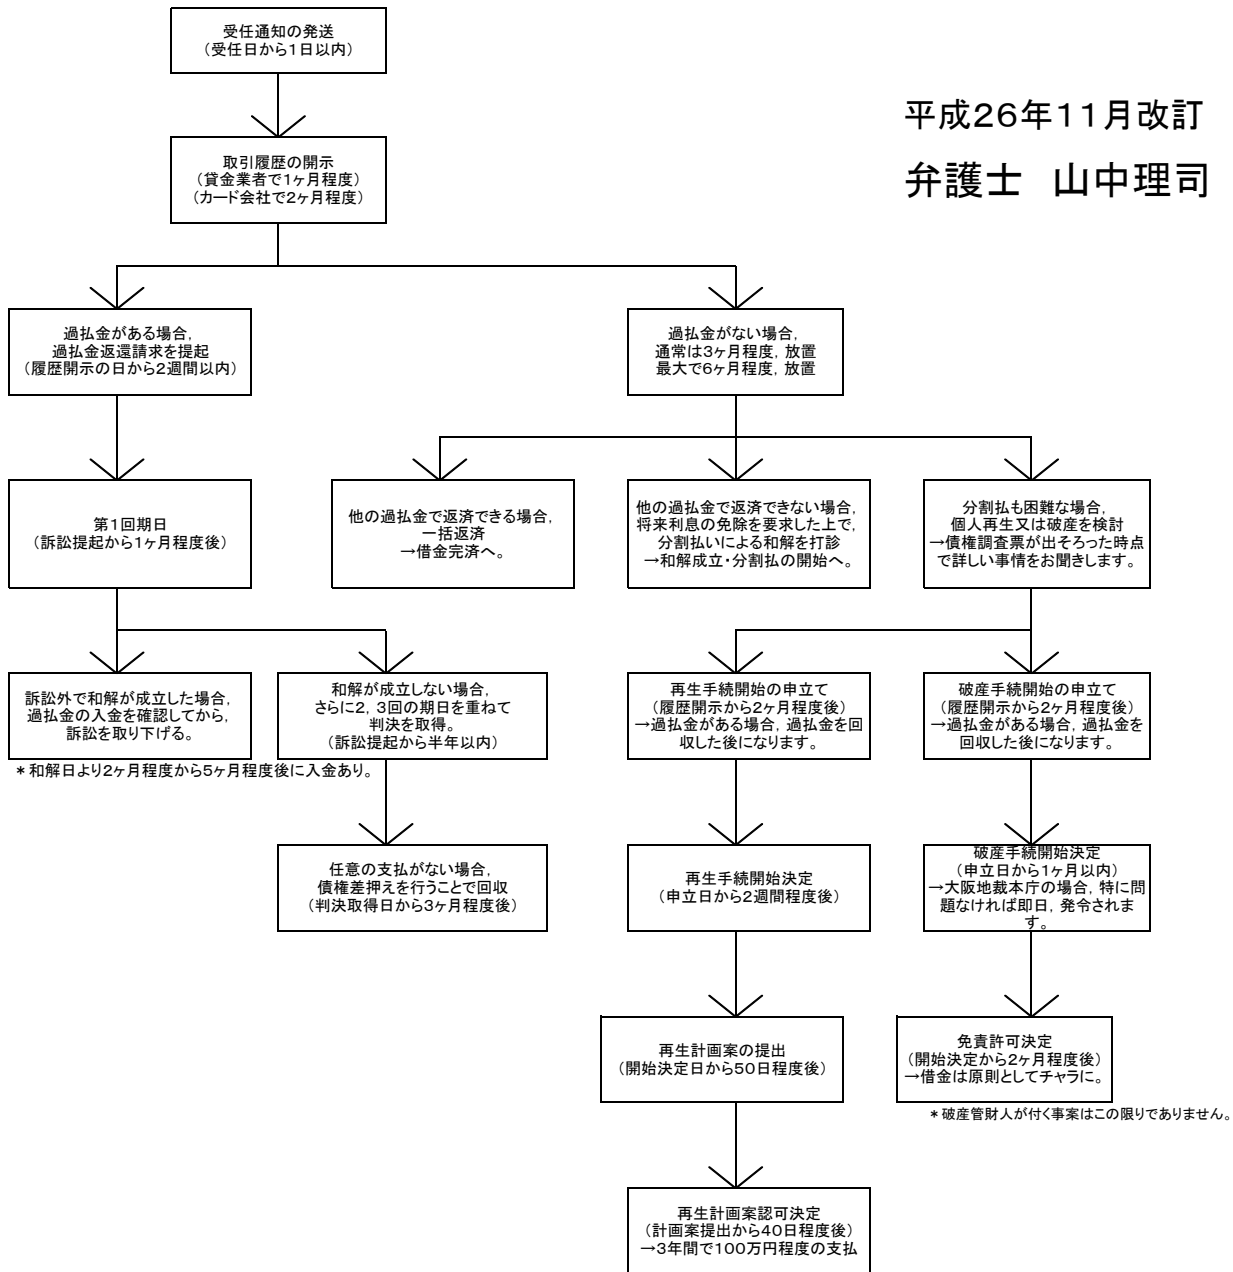 受任通知の発送
（受任日から1日以内）
平成26年11月改訂
弁護士　山中理司
取引履歴の開示
（貸金業者で1ヶ月程度）
（カード会社で2ヶ月程度）
過払金がある場合，
過払金返還請求を提起
（履歴開示の日から2週間以内）
過払金がない場合，
通常は3ヶ月程度，放置
最大で6ヶ月程度，放置
第1回期日
（訴訟提起から1ヶ月程度後）
他の過払金で返済できる場合，
一括返済
→借金完済へ。
他の過払金で返済できない場合，
将来利息の免除を要求した上で，
分割払いによる和解を打診
→和解成立・分割払の開始へ。
分割払も困難な場合，
個人再生又は破産を検討
→債権調査票が出そろった時点
で詳しい事情をお聞きします。
訴訟外で和解が成立した場合，
過払金の入金を確認してから，
訴訟を取り下げる。
＊和解日より2ヶ月程度から5ヶ月程度後に入金あり。
和解が成立しない場合，
さらに2，3回の期日を重ねて
判決を取得。
（訴訟提起から半年以内）
再生手続開始の申立て
（履歴開示から2ヶ月程度後）
→過払金がある場合，過払金を回
収した後になります。
破産手続開始の申立て
（履歴開示から2ヶ月程度後）
→過払金がある場合，過払金を
回収した後になります。
任意の支払がない場合，
債権差押えを行うことで回収
（判決取得日から3ヶ月程度後）
再生手続開始決定
（申立日から2週間程度後）
破産手続開始決定
（申立日から1ヶ月以内）
→大阪地裁本庁の場合，特に問
題なければ即日，発令されま
す。
再生計画案の提出
（開始決定日から50日程度後）
免責許可決定
（開始決定から2ヶ月程度後）
→借金は原則としてチャラに。
＊破産管財人が付く事案はこの限りでありません。
再生計画案認可決定
（計画案提出から40日程度後）
→3年間で100万円程度の支払